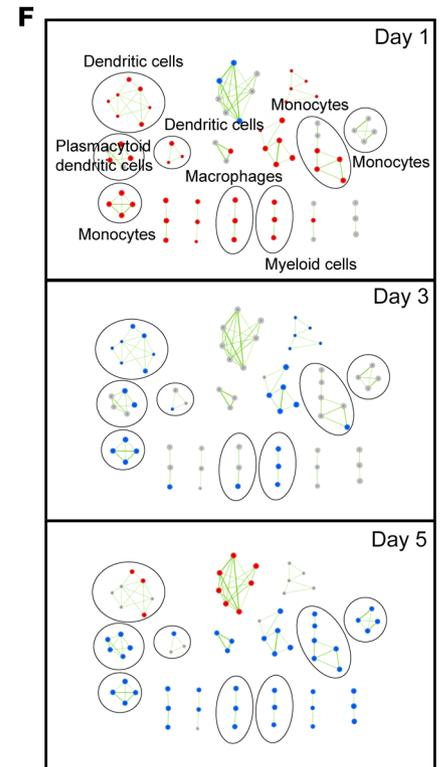 F
Day 1
Dendritic cells
Monocytes
Dendritic cells
Plasmacytoid
dendritic cells
Monocytes
Macrophages
Monocytes
Myeloid cells
Day 3
Day 5